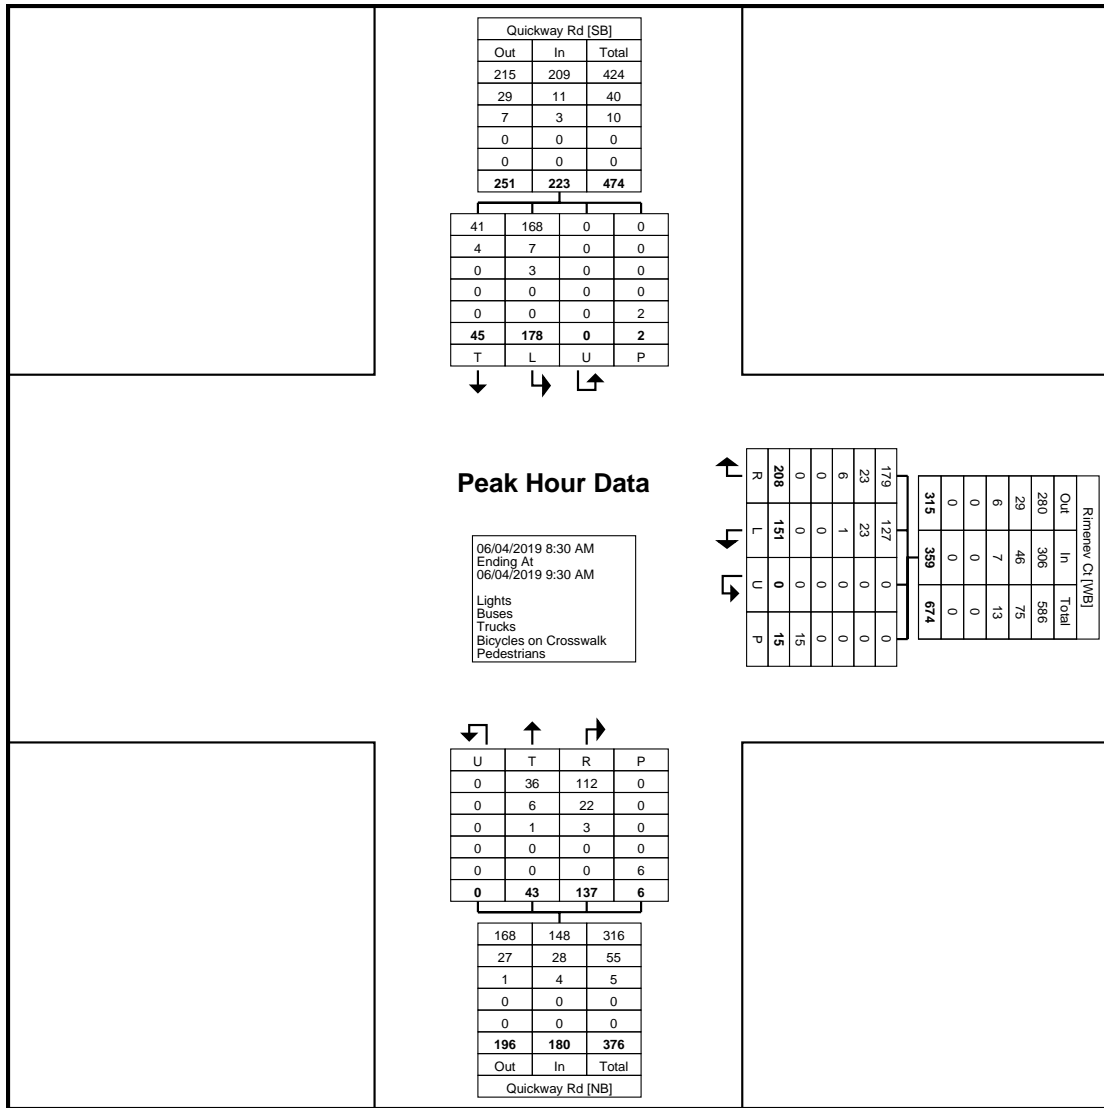 Quickway Rd [SB]
Out In Total
215 209 424
29 11 40
7 3 10
0 0 0
0 0 0
251 223 474
41 168 0 0
4 7 0 0
0 3 0 0
0 0 0 0
0 0 0 2
45 178 0 2
T L U P
Peak Hour Data
06/04/2019 8:30 AM
Ending At
06/04/2019 9:30 AM
Lights
Buses
Trucks
Bicycles on Crosswalk
Pedestrians
Rimenev Ct [WB]
Out In Total
280 306 586
29 46 75
6 7 13
0 0 0
0 0 0
315 359 674
179 127 0 0
23 23 0 0
6 1 0 0
0 0 0 0
0 0 0 15
208 151 0 15
R L U P
U T R P
0 36 112 0
0 6 22 0
0 1 3 0
0 0 0 0
0 0 0 6
0 43 137 6
168 148 316
27 28 55
1 4 5
0 0 0
0 0 0
196 180 376
Out In Total
Quickway Rd [NB]